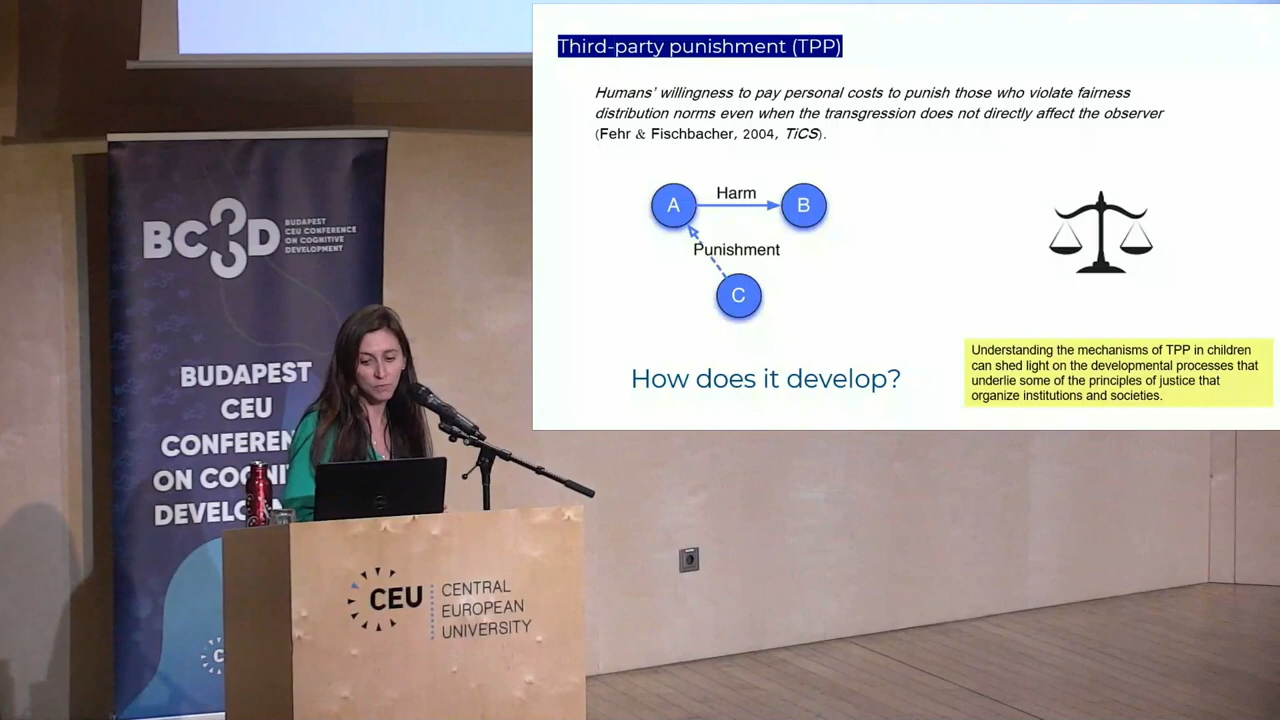 Third-party punishment (TPP)
Humans' willingness to pay personal costs to punish those who violate fairness
distribution norms even when the transgression does not directly affect the observer
(Fehr & Fischbacher, 2004, TiCS).
Harm
A
B
Punishment
C
How does it develop?
Understanding the mechanisms of TPP in children
can shed light on the developmental processes that
underlie some of the principles of justice that
organize institutions and societies.
BC3D
BUDAPEST
CEU CONFERENCE
ON COGNITIVE
DEVELOPMENT
BUDAPEST
CEU
CONFEREN
ON COGNI
DEVELO
CEU
CENTRAL
EUROPEAN
UNIVERSITY